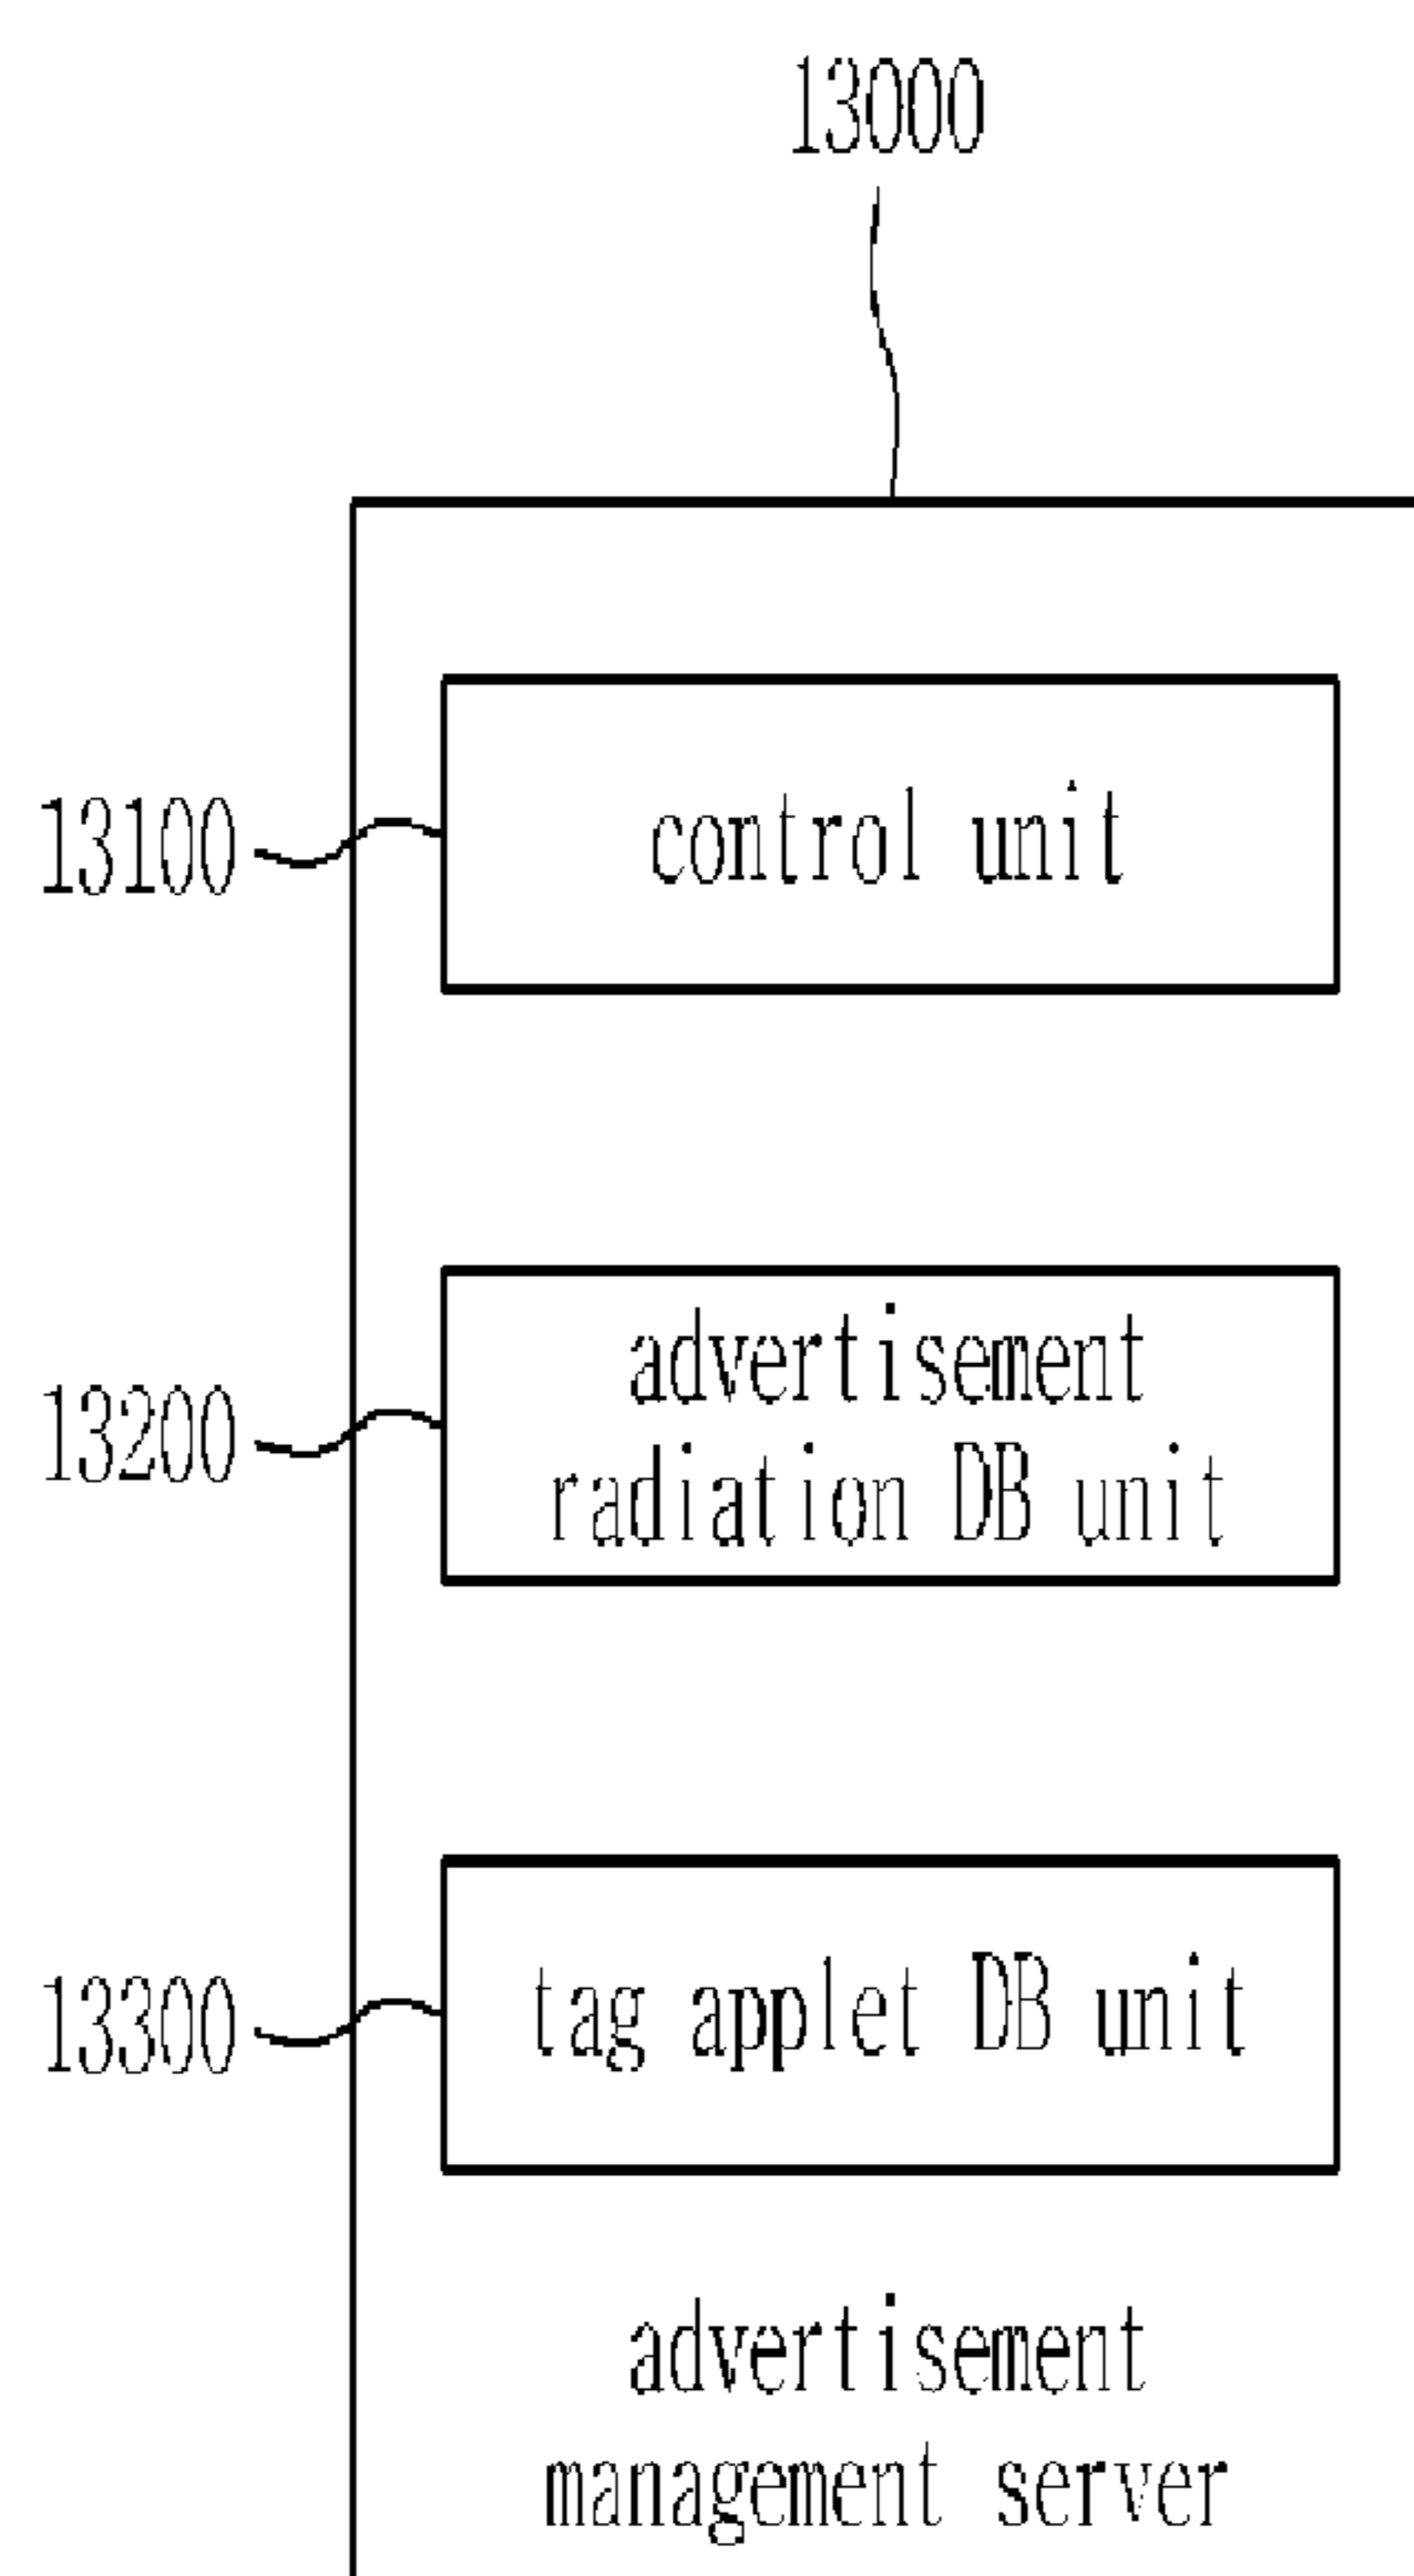 13000
13100
control unit
13200
advertisement
radiation DB unit
13300
tag applet DB unit
advertisement
management server